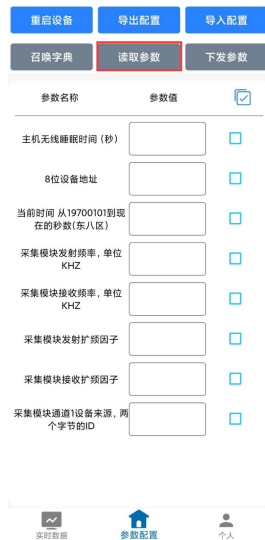 重启设备 导出配置 导入配置
召唤字典 读取参数 下发参数
参数名称 参数值
主机无线睡眠时间 (秒)
8位设备地址
当前时间 从19700101到现
在的秒数(东八区)
采集模块发射频率, 单位
KHZ
采集模块接收频率, 单位
KHZ
采集模块发射扩频因子
采集模块接收扩频因子
采集模块通道1设备来源, 两
个字节的ID
实时数据 参数配置 个人